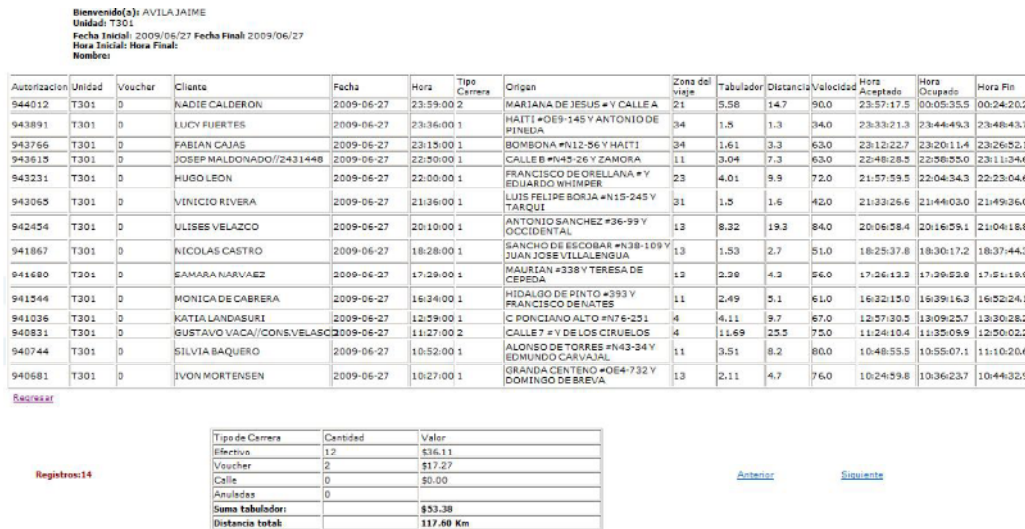 Bienvenido(a): AVILA JAIME
Unidad: T301
Fecha Inicial: 2009/06/27 Fecha Final: 2009/06/27
Hora Inicial: Hora Final:
Nombre:
Autorizacion Unidad Voucher Cliente Fecha Hora Tipo Carrera Origen Zona del viaje Tabulador Distancia Velocidad Hora Aceptado Hora Ocupado Hora Fin
944012 T301 0 NADIE CALDERON 2009-06-27 23:59:00 2 MARIANA DE JESUS # Y CALLE A 21 5.58 14.7 90.0 23:57:17.5 00:05:35.5 00:24:20.2
943891 T301 0 LUCY FUERTES 2009-06-27 23:36:00 1 HAITI #OE9-145 Y ANTONIO DE PINEDA 34 1.5 1.3 34.0 23:33:21.3 23:44:49.3 23:48:43.7
943766 T301 0 FABIAN CAJAS 2009-06-27 23:15:00 1 BOMBONA #N12-56 Y HAITI 34 1.61 3.3 63.0 23:12:22.7 23:20:11.4 23:26:52.1
943615 T301 0 JOSEP MALDONADO//2431448 2009-06-27 22:50:00 1 CALLE B #N45-26 Y ZAMORA 11 3.04 7.3 63.0 22:48:28.5 22:58:55.0 23:11:34.6
943231 T301 0 HUGO LEON 2009-06-27 22:00:00 1 FRANCISCO DE ORELLANA # Y EDUARDO WHIMPER 23 4.01 9.9 72.0 21:57:59.5 22:04:34.3 22:23:04.6
943065 T301 0 VINICIO RIVERA 2009-06-27 21:36:00 1 LUIS FELIPE BORJA #N15-245 Y TARQUI 31 1.5 1.6 42.0 21:33:26.6 21:44:03.0 21:49:36.0
942454 T301 0 ULISES VELAZCO 2009-06-27 20:10:00 1 ANTONIO SANCHEZ #36-99 Y OCCIDENTAL 13 8.32 19.3 84.0 20:06:58.4 20:16:59.1 21:04:18.8
941867 T301 0 NICOLAS CASTRO 2009-06-27 18:28:00 1 SANCHO DE ESCOBAR #N38-109 Y JUAN JOSE VILLALENGUA 13 1.53 2.7 51.0 18:25:37.8 18:30:17.2 18:37:44.3
941680 T301 0 SAMARA NARVAEZ 2009-06-27 17:29:00 1 MAURIAN #338 Y TERESA DE CEPEDA 13 2.38 4.3 56.0 17:26:13.3 17:39:53.8 17:51:19.0
941544 T301 0 MONICA DE CABRERA 2009-06-27 16:34:00 1 HIDALGO DE PINTO #393 Y FRANCISCO DE NATES 11 2.49 5.1 61.0 16:32:15.0 16:39:16.3 16:52:24.1
941036 T301 0 KATIA LANDASURI 2009-06-27 12:59:00 1 C PONCIANO ALTO #N76-251 4 4.11 9.7 67.0 12:57:30.5 13:09:25.7 13:30:28.2
940831 T301 0 GUSTAVO VACA//CONS.VELASC 2009-06-27 11:27:00 2 CALLE 7 # Y DE LOS CIRUELOS 4 11.69 25.5 75.0 11:24:10.4 11:35:09.9 12:50:02.2
940744 T301 0 SILVIA BAQUERO 2009-06-27 10:52:00 1 ALONSO DE TORRES #N43-34 Y EDMUNDO CARVAJAL 11 3.51 8.2 80.0 10:48:55.5 10:55:07.1 11:10:20.6
940681 T301 0 IVON MORTENSEN 2009-06-27 10:27:00 1 GRANDA CENTENO #OE4-732 Y DOMINGO DE BREVA 13 2.11 4.7 76.0 10:24:59.8 10:36:23.7 10:44:32.9
Regresar
Tipo de Carrera Cantidad Valor
Efectivo 12 $36.11
Voucher 2 $17.27
Calle 0 $0.00
Anuladas 0
Suma tabulador: $53.38
Distancia total: 117.60 Km
Registros:14
Anterior Siguiente